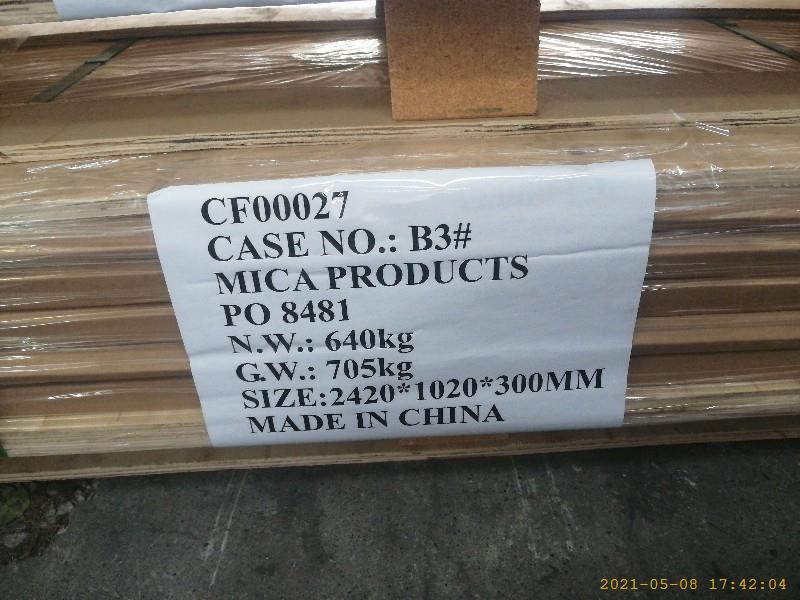 CF00027
CASE NO.: B3#
MICA PRODUCTS
PO 8481
N.W.: 640kg
G.W.: 705kg
SIZE:2420*1020*300MM
MADE IN CHINA
2021-05-08 17:42:04